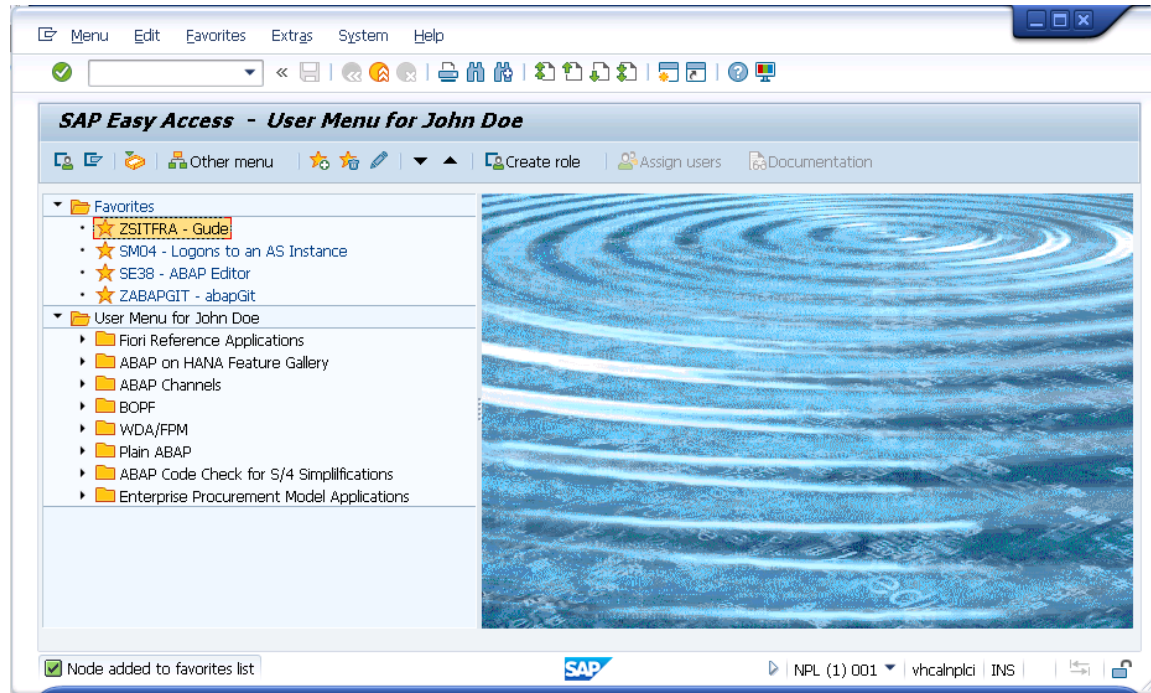 Menu Edit Favorites Extras System Help
SAP Easy Access - User Menu for John Doe
Other menu Create role Assign users Documentation
Favorites
ZSITFRA - Gude
SM04 - Logons to an AS Instance
SE38 - ABAP Editor
ZABAPGIT - abapGit
User Menu for John Doe
Fiori Reference Applications
ABAP on HANA Feature Gallery
ABAP Channels
BOPF
WDA/FPM
Plain ABAP
ABAP Code Check for S/4 Simplilfications
Enterprise Procurement Model Applications
Node added to favorites list SAP NPL (1) 001 vhcalnplci INS